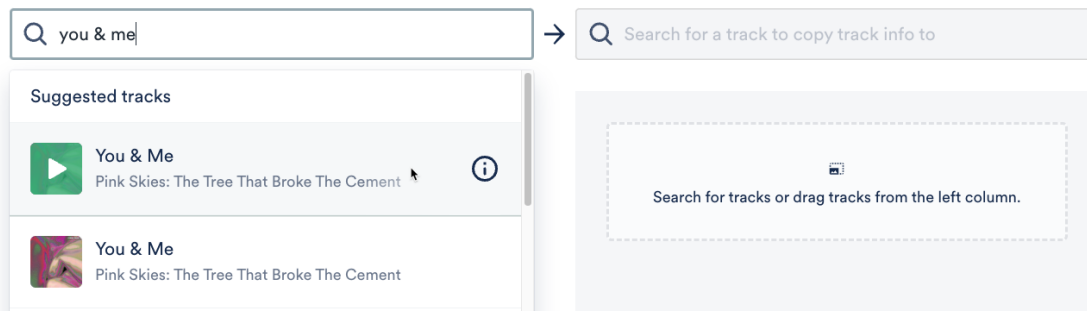 you & me
Search for a track to copy track info to
Suggested tracks
You & Me
Pink Skies: The Tree That Broke The Cement
You & Me
Pink Skies: The Tree That Broke The Cement
Search for tracks or drag tracks from the left column.